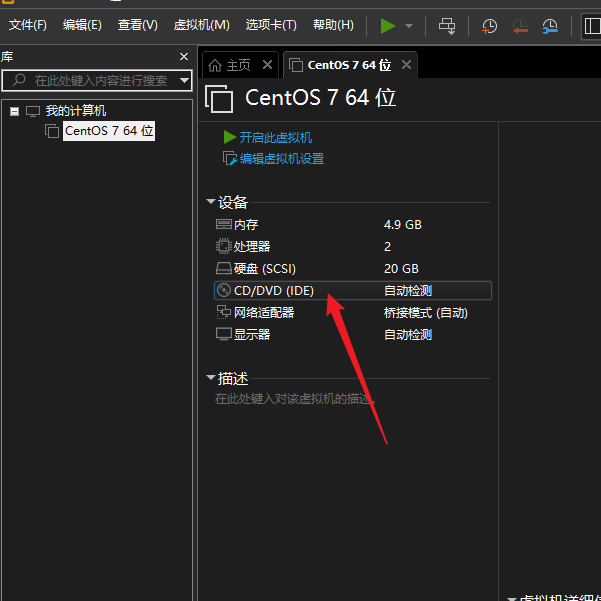 文件(F) 编辑(E) 查看(V) 虚拟机(M) 选项卡(T) 帮助(H)
库
在此处键入内容进行搜索
我的计算机
CentOS 7 64 位
主页 CentOS 7 64 位
CentOS 7 64 位
开启此虚拟机
编辑虚拟机设置
设备
内存 4.9 GB
处理器 2
硬盘 (SCSI) 20 GB
CD/DVD (IDE) 自动检测
网络适配器 桥接模式 (自动)
显示器 自动检测
描述
在此处键入对该虚拟机的描述。
虚拟机详细信